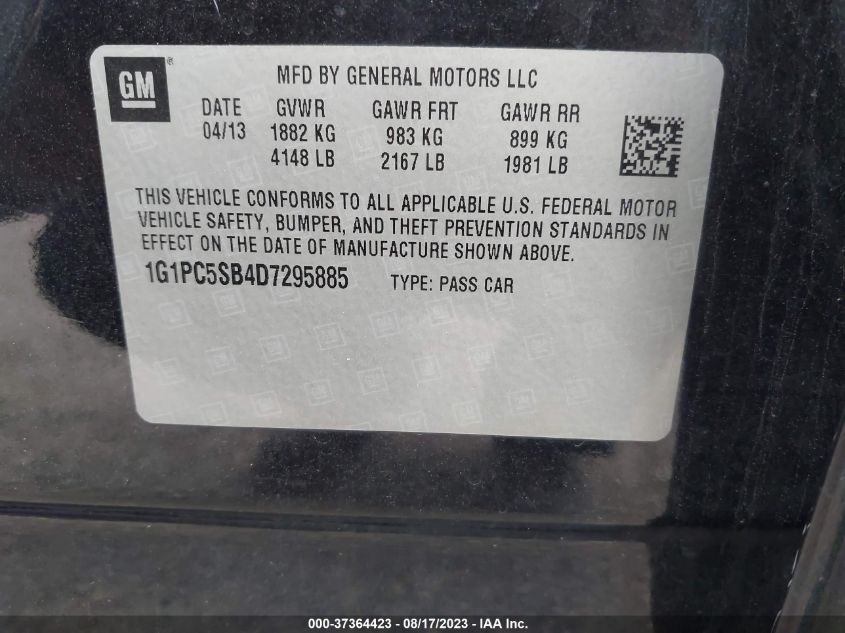 GM
®
MFD BY GENERAL MOTORS LLC
DATE GVWR GAWR FRT GAWR RR
04/13 1882 KG 983 KG 899 KG
4148 LB 2167 LB 1981 LB
THIS VEHICLE CONFORMS TO ALL APPLICABLE U.S. FEDERAL MOTOR
VEHICLE SAFETY, BUMPER, AND THEFT PREVENTION STANDARDS IN
EFFECT ON THE DATE OF MANUFACTURE SHOWN ABOVE.
1G1PC5SB4D7295885 TYPE: PASS CAR
000-37364423 - 08/17/2023 - IAA Inc.